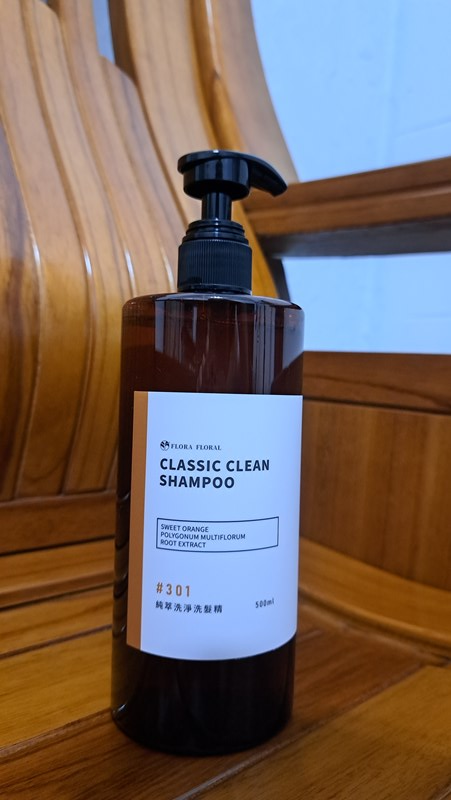 FLORA FLORAL
CLASSIC CLEAN
SHAMPOO
SWEET ORANGE
POLYGONUM MULTIFLORUM
ROOT EXTRACT
#301
純萃洗淨洗髮精
500ml